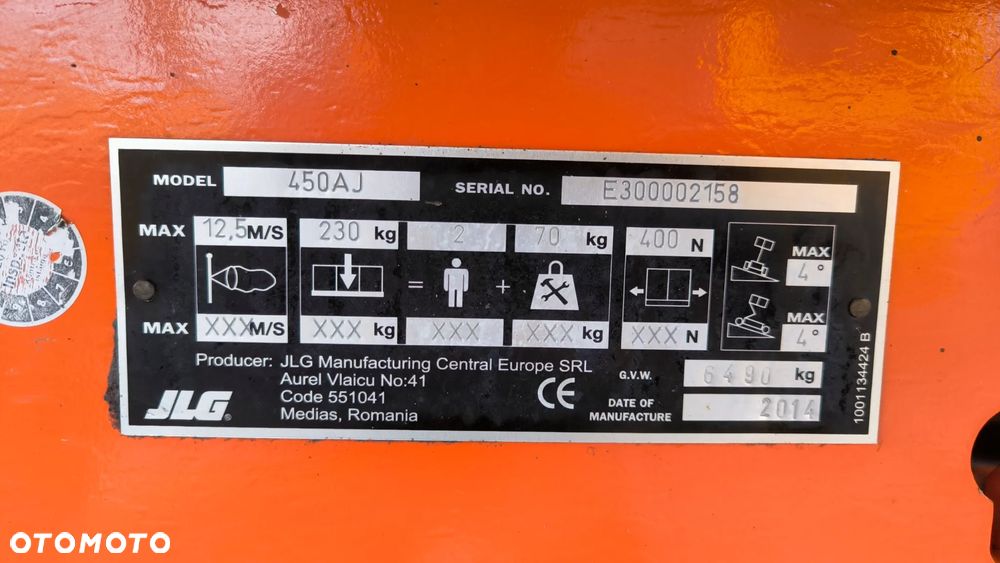 MODEL 450AJ SERIAL NO. E300002158
MAX 12,5 M/S 230 kg 2 70 kg 400 N MAX 4°
= +
MAX XXX M/S XXX kg XXX XXX kg XXX N MAX 4°
Producer: JLG Manufacturing Central Europe SRL
Aurel Vlaicu No:41
Code 551041
Medias, Romania
JLG®
CE
G.V.W. 6490 kg
DATE OF MANUFACTURE 2014
1001134424 B
OTOMOTO